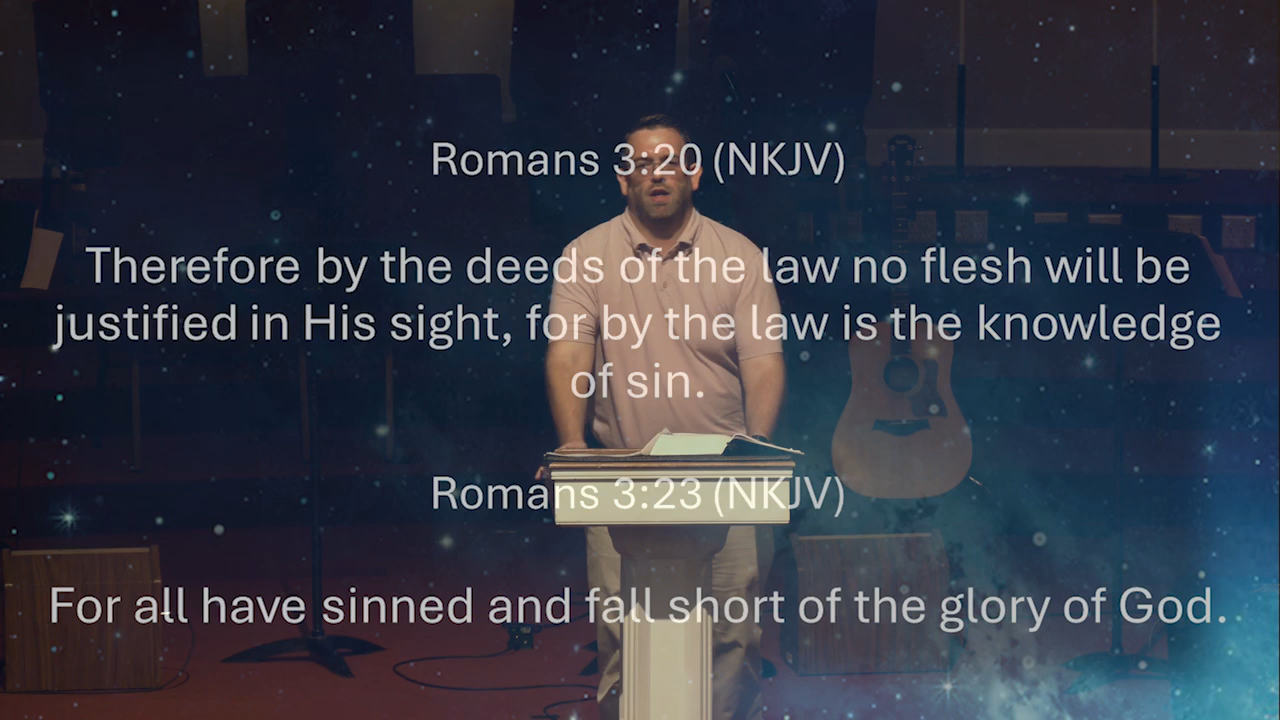 Romans 3:20 (NKJV)
Therefore by the deeds of the law no flesh will be
justified in His sight, for by the law is the knowledge
of sin.
Romans 3:23 (NKJV)
For all have sinned and fall short of the glory of God.